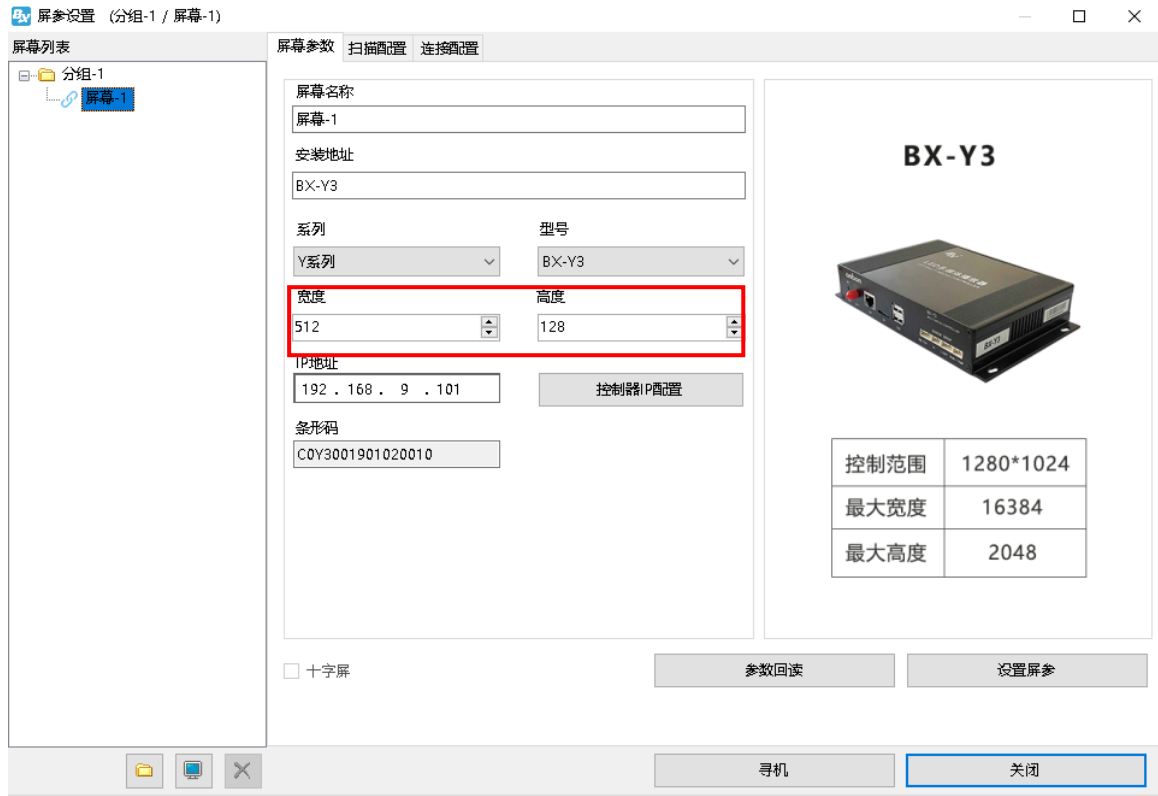 屏参设置 (分组-1 / 屏幕-1)
屏幕列表
分组-1
屏幕-1
屏幕参数 扫描配置 连接配置
屏幕名称
屏幕-1
安装地址
BX-Y3
系列 型号
Y系列 BX-Y3
宽度 高度
512 128
IP地址
192 . 168 . 9 . 101 控制器IP配置
条形码
C0Y3001901020010
BX-Y3
BX-Y3
控制范围 1280*1024
最大宽度 16384
最大高度 2048
十字屏 参数回读 设置屏参
寻机 关闭